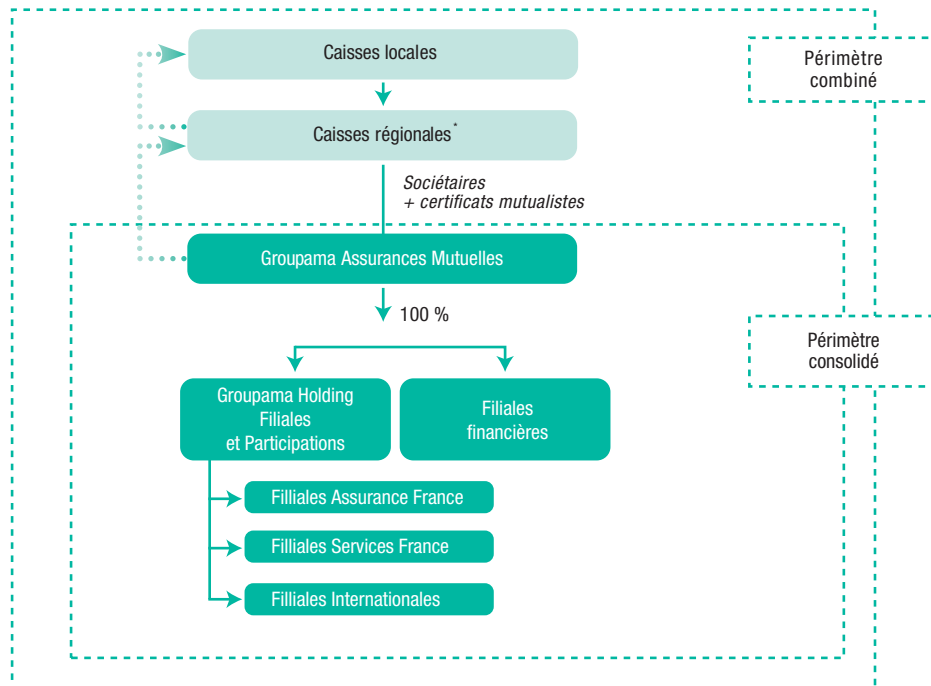 Caisses locales
Périmètre
combiné
Caisses régionales*
Sociétaires
+ certificats mutualistes
Groupama Assurances Mutuelles
100 %
Périmètre
consolidé
Groupama Holding
Filiales
et Participations
Filiales
financières
Filliales Assurance France
Filliales Services France
Filliales Internationales